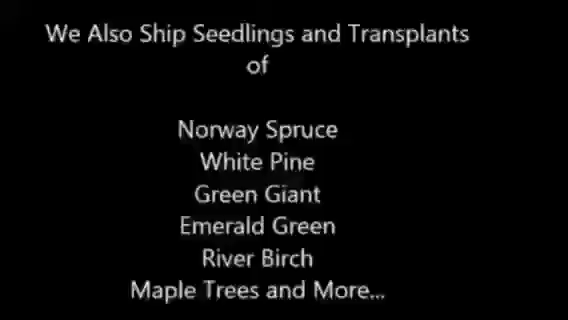 We Also Ship Seedlings and Transplants
of
Norway Spruce
White Pine
Green Giant
Emerald Green
River Birch
Maple Trees and More...